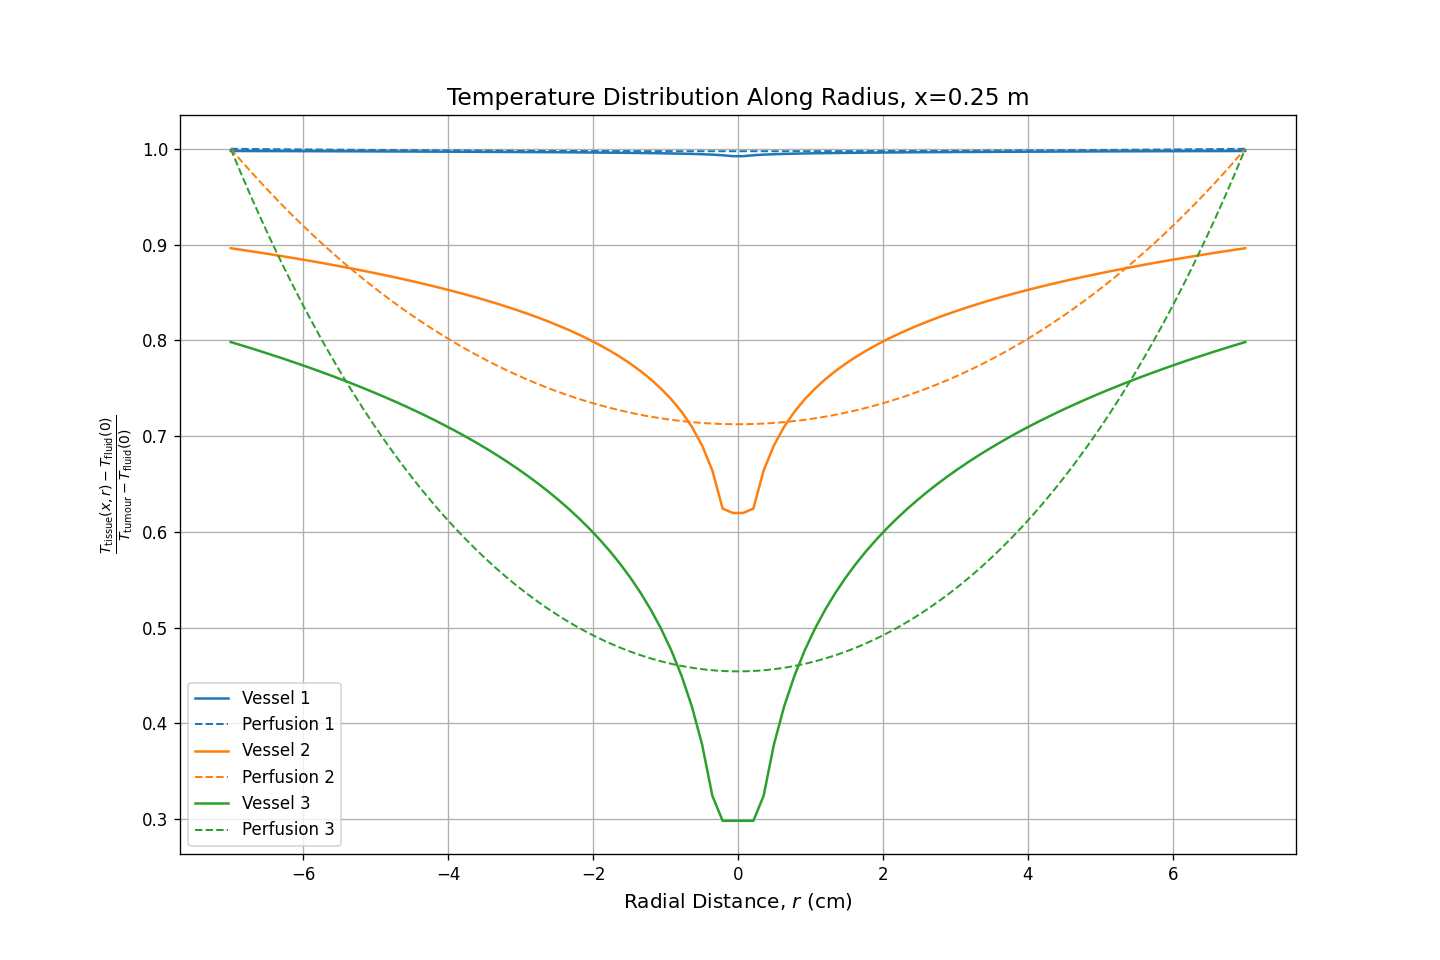 Temperature Distribution Along Radius, x=0.25 m
1.0
0.9
0.8
0.7
0.6
0.5
0.4
0.3
T_tissue(x, r) − T_fluid(0)
T_tumour − T_fluid(0)
Vessel 1
Perfusion 1
Vessel 2
Perfusion 2
Vessel 3
Perfusion 3
−6 −4 −2 0 2 4 6
Radial Distance, r (cm)